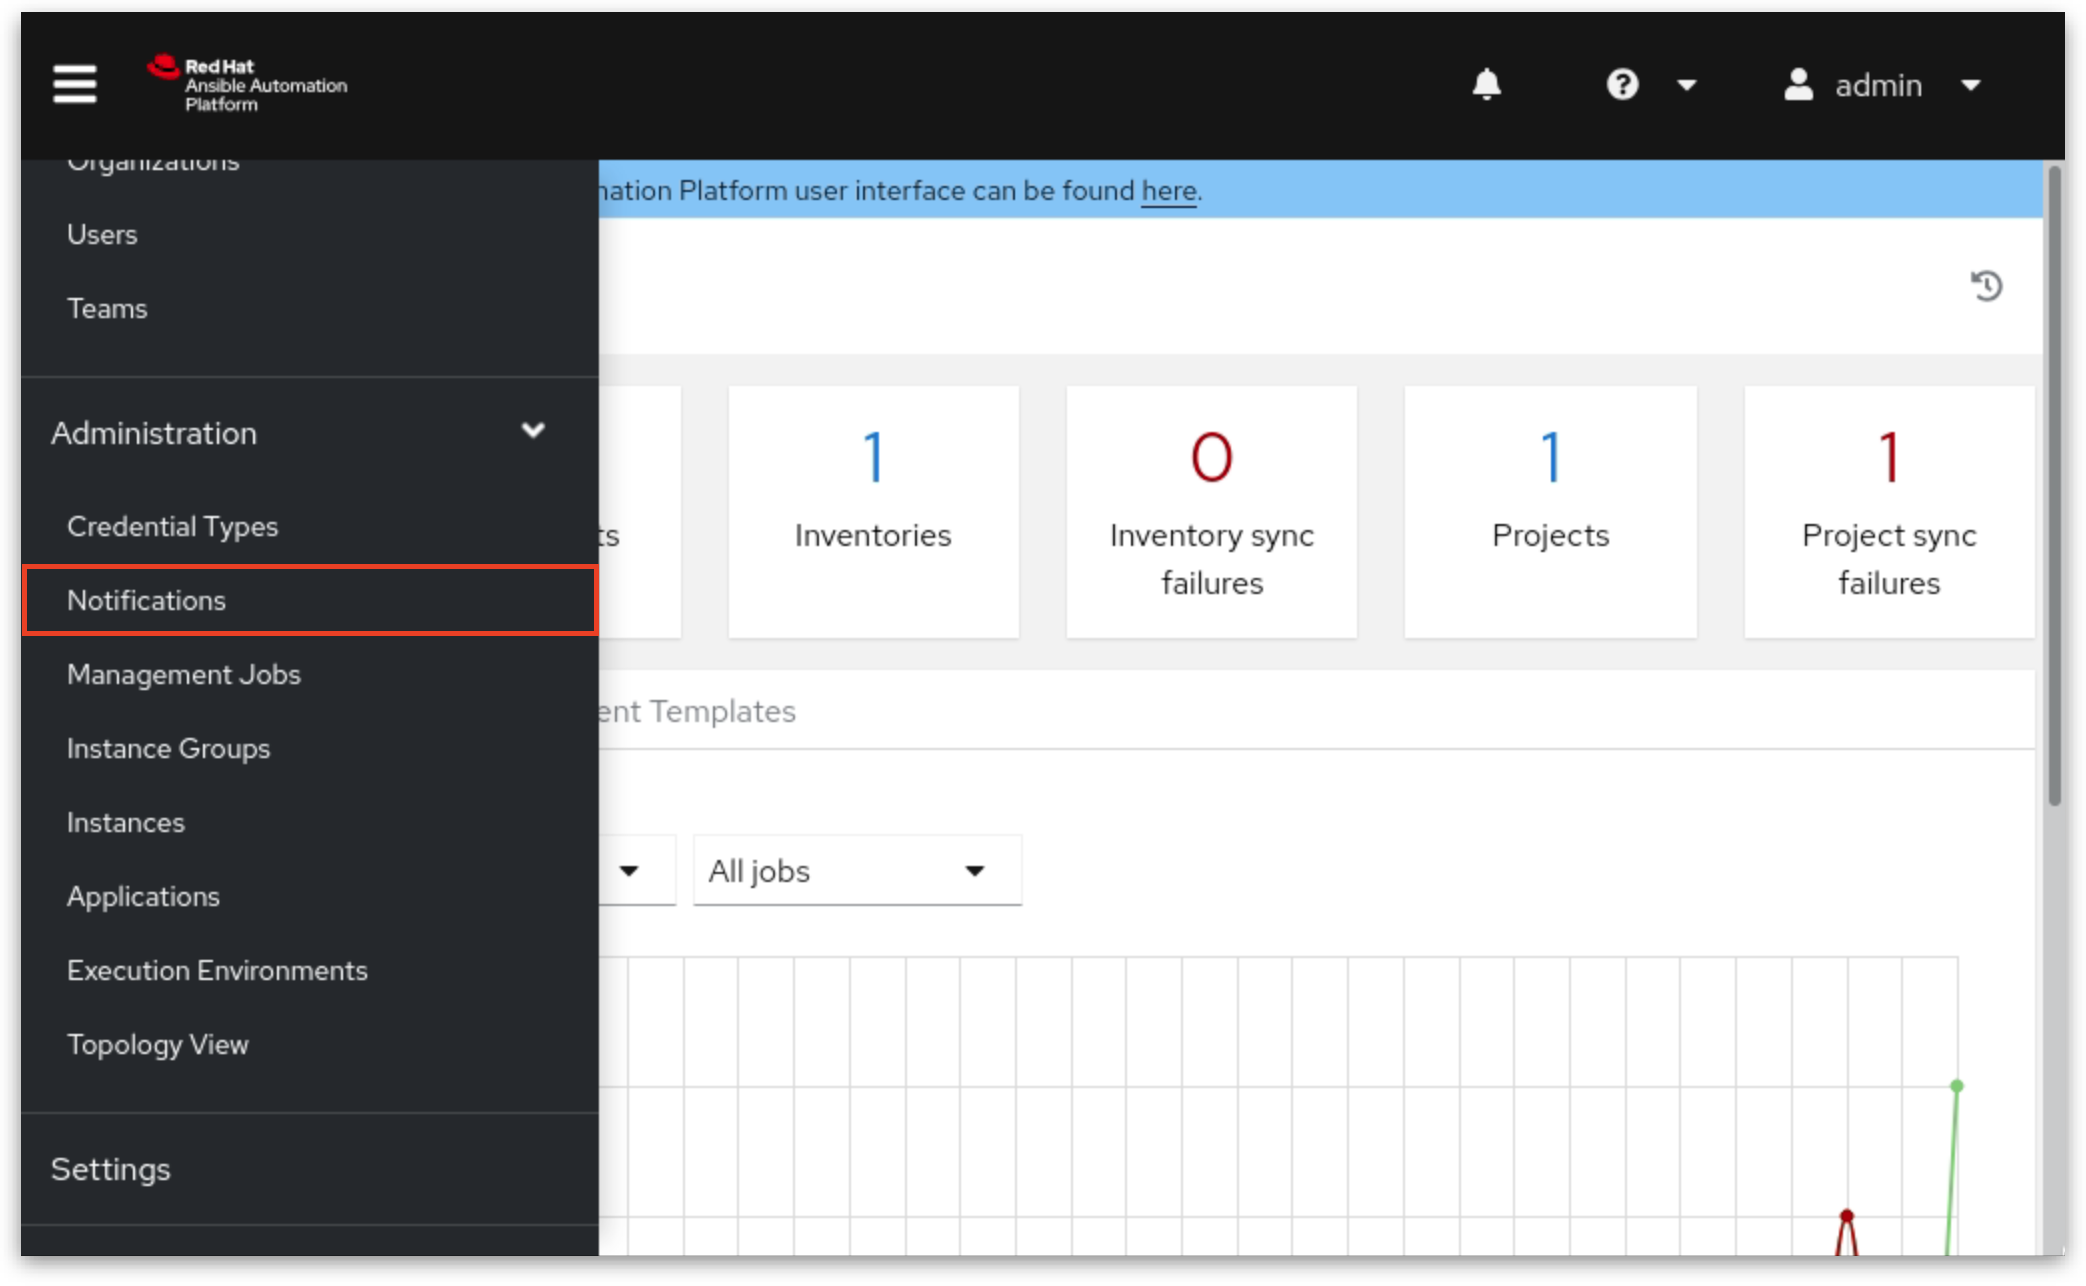 Red Hat
Ansible Automation
Platform
admin
Organizations
Users
Teams
Administration
Credential Types
Notifications
Management Jobs
Instance Groups
Instances
Applications
Execution Environments
Topology View
Settings
mation Platform user interface can be found here.
ts
1
Inventories
0
Inventory sync
failures
1
Projects
1
Project sync
failures
ent Templates
All jobs